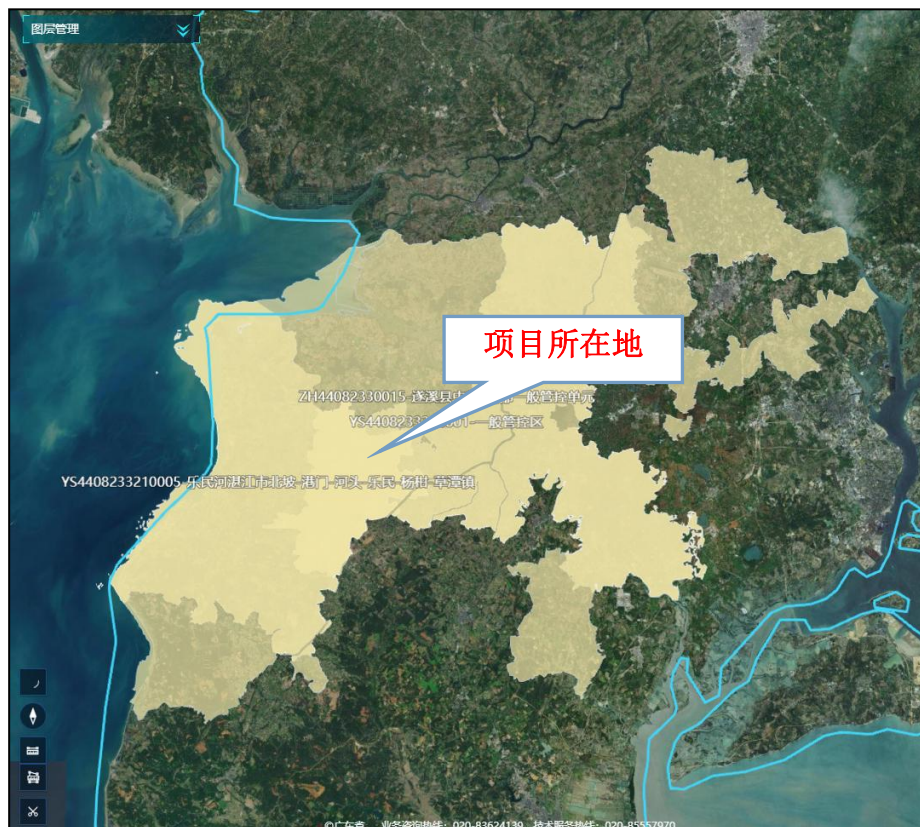 图层管理
项目所在地
ZH44082330015-遂溪县 一般管控单元
YS4408233 001-一般管控区
YS4408233210005-乐民河湛江市北坡-港门-河头-乐民-杨柑-草潭镇
©广东省 业务咨询热线：020-83624139 技术服务热线：020-85557970